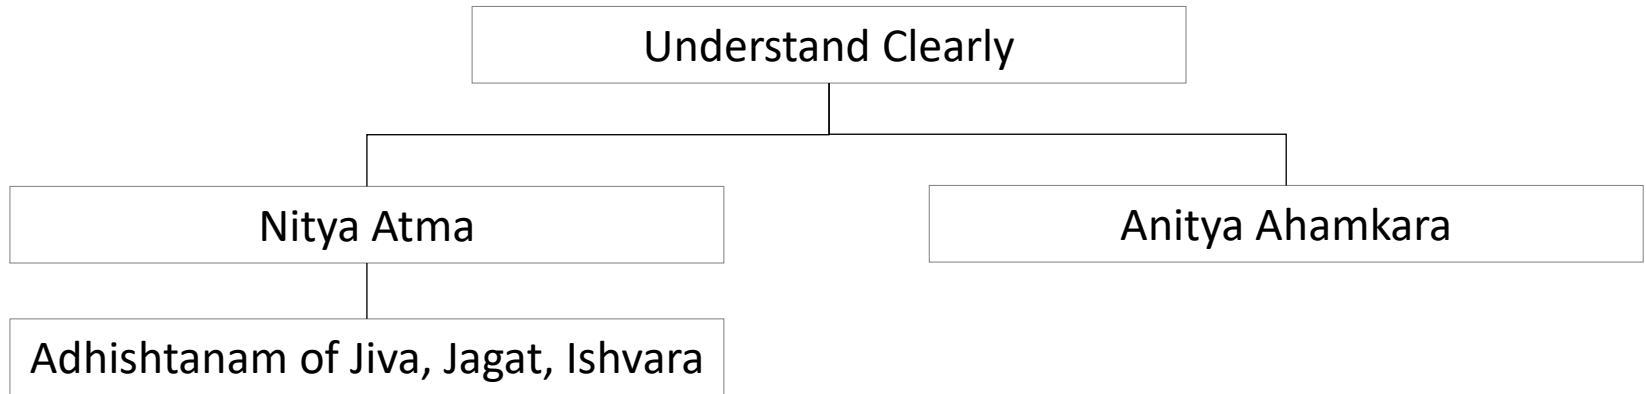 Understand Clearly
Nitya Atma
Anitya Ahamkara
Adhishtanam of Jiva, Jagat, Ishvara